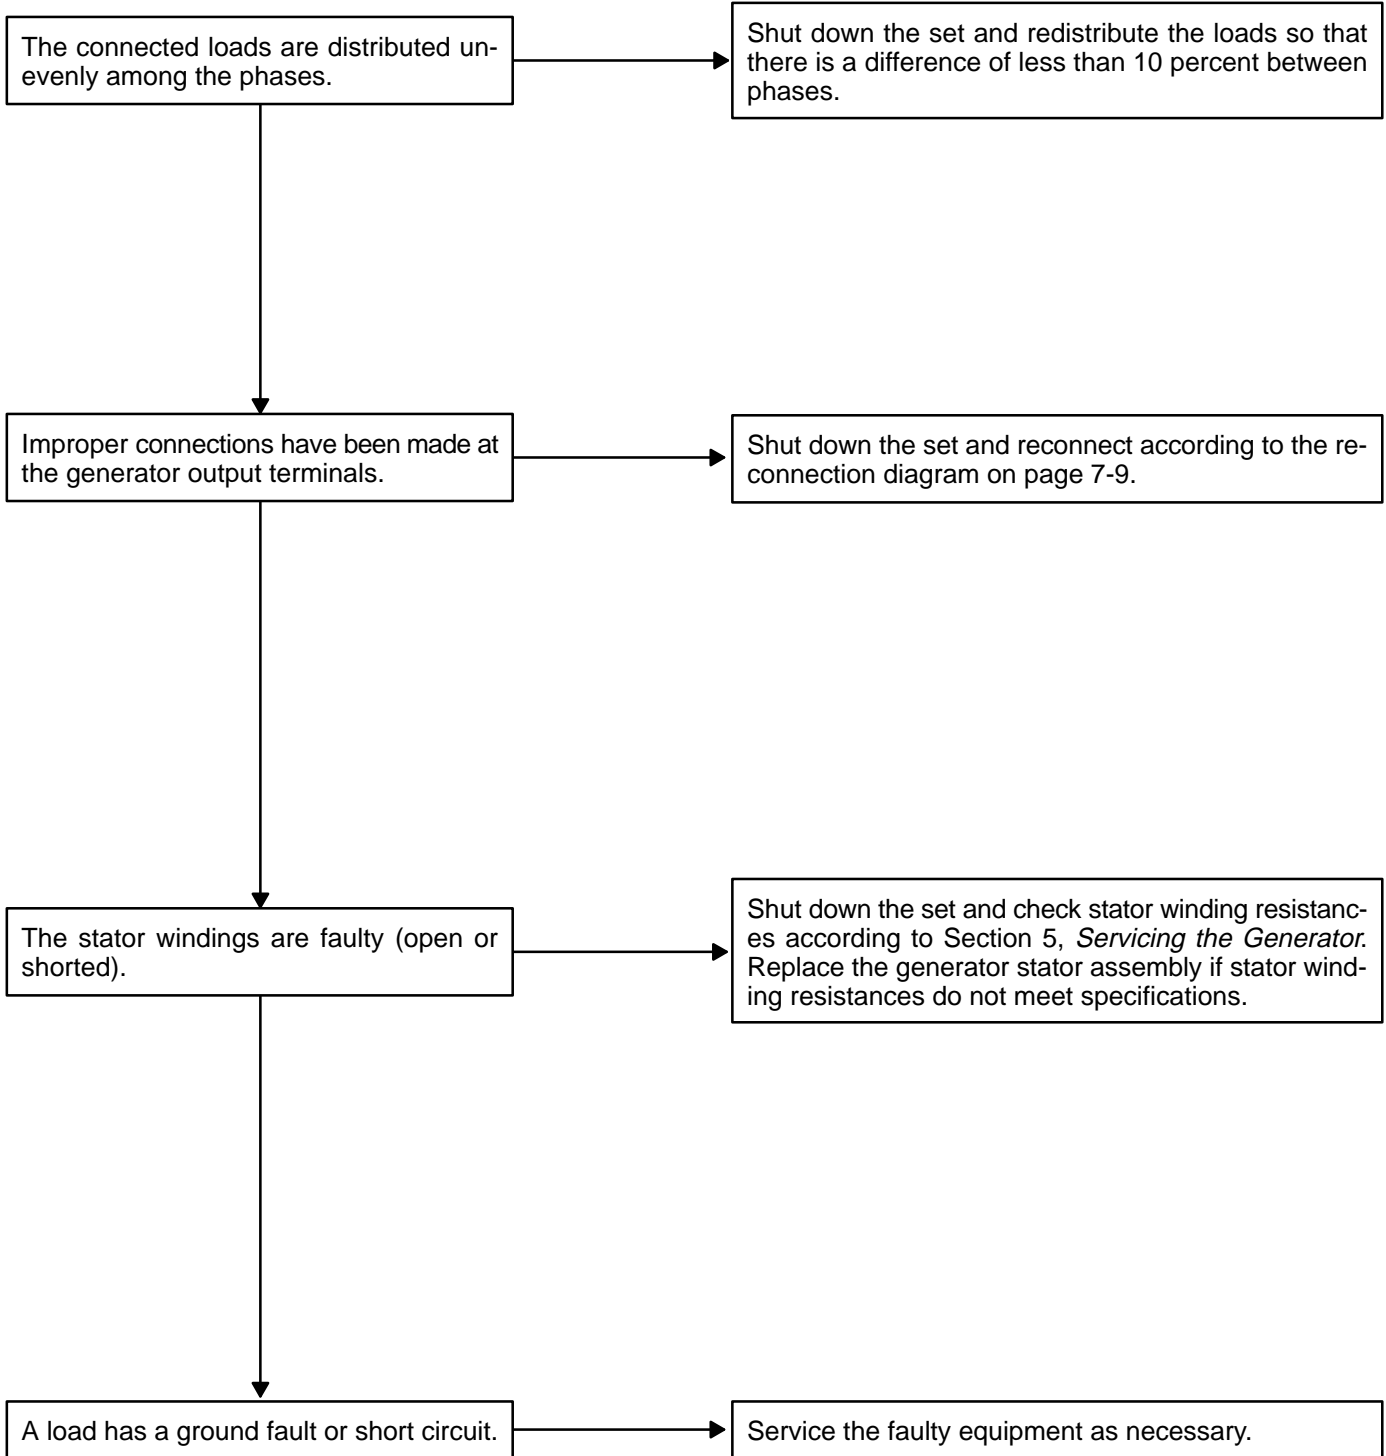 The connected loads are distributed un-
evenly among the phases.
Shut down the set and redistribute the loads so that
there is a difference of less than 10 percent between
phases.
Improper connections have been made at
the generator output terminals.
Shut down the set and reconnect according to the re-
connection diagram on page 7-9.
The stator windings are faulty (open or
shorted).
Shut down the set and check stator winding resistanc-
es according to Section 5, Servicing the Generator.
Replace the generator stator assembly if stator wind-
ing resistances do not meet specifications.
A load has a ground fault or short circuit.
Service the faulty equipment as necessary.